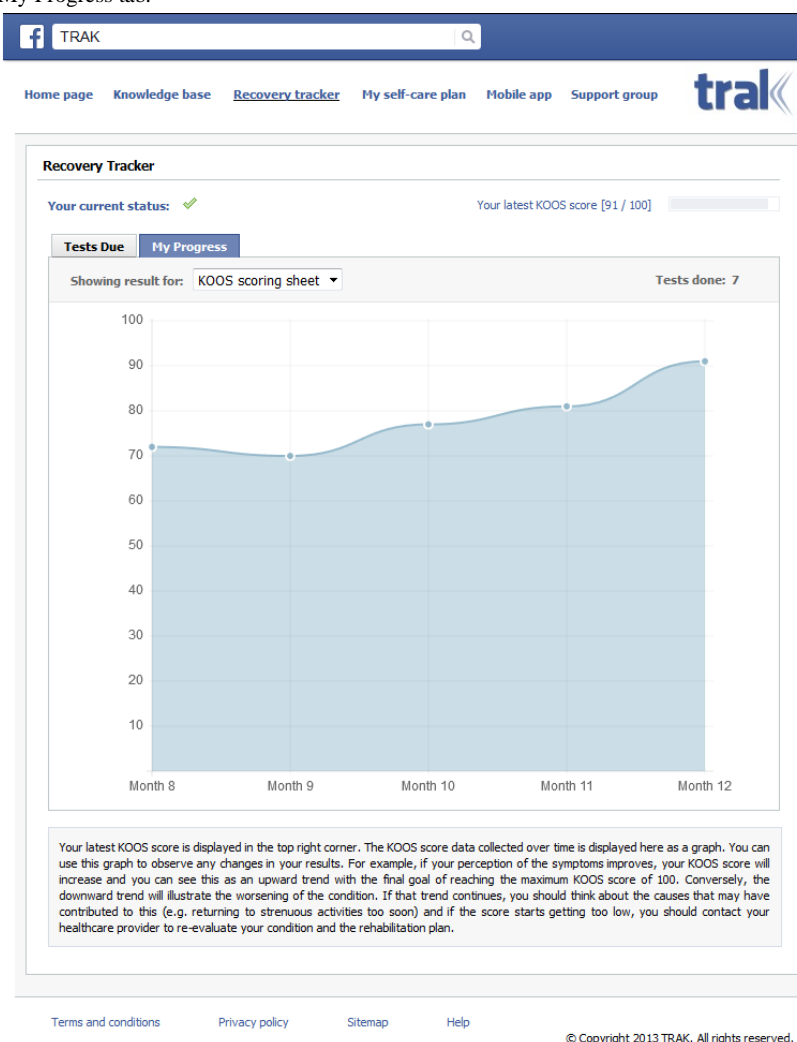 My Progress tab.
f TRAK
Home page Knowledge base Recovery tracker My self-care plan Mobile app Support group trak
Recovery Tracker
Your current status: Your latest KOOS score [91 / 100]
Tests Due My Progress
Showing result for: KOOS scoring sheet Tests done: 7
100
90
80
70
60
50
40
30
20
10
Month 8 Month 9 Month 10 Month 11 Month 12
Your latest KOOS score is displayed in the top right corner. The KOOS score data collected over time is displayed here as a graph. You can
use this graph to observe any changes in your results. For example, if your perception of the symptoms improves, your KOOS score will
increase and you can see this as an upward trend with the final goal of reaching the maximum KOOS score of 100. Conversely, the
downward trend will illustrate the worsening of the condition. If that trend continues, you should think about the causes that may have
contributed to this (e.g. returning to strenuous activities too soon) and if the score starts getting too low, you should contact your
healthcare provider to re-evaluate your condition and the rehabilitation plan.
Terms and conditions Privacy policy Sitemap Help
© Copyright 2013 TRAK. All rights reserved.